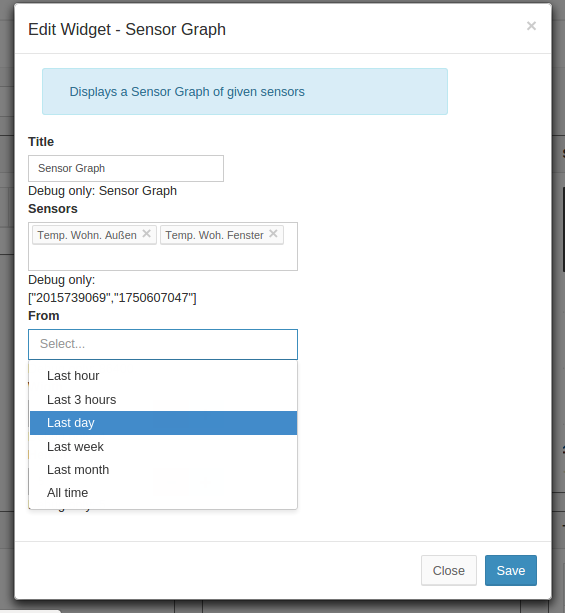 Edit Widget - Sensor Graph ×
Displays a Sensor Graph of given sensors
Title
Sensor Graph
Debug only: Sensor Graph
Sensors
Temp. Wohn. Außen × Temp. Woh. Fenster ×
Debug only:
["2015739069","1750607047"]
From
Select...
Last hour
Last 3 hours
Last day
Last week
Last month
All time
Close Save